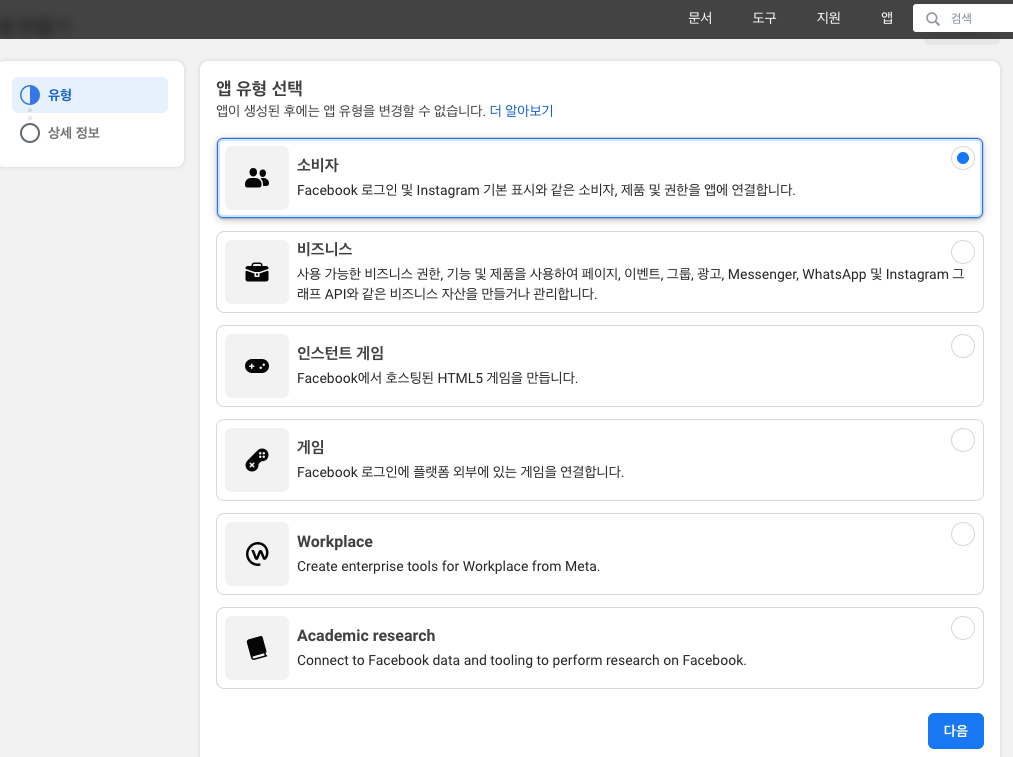 문서
도구
지원
앱
검색
유형
상세 정보
앱 유형 선택
앱이 생성된 후에는 앱 유형을 변경할 수 없습니다. 더 알아보기
소비자
Facebook 로그인 및 Instagram 기본 표시와 같은 소비자, 제품 및 권한을 앱에 연결합니다.
비즈니스
사용 가능한 비즈니스 권한, 기능 및 제품을 사용하여 페이지, 이벤트, 그룹, 광고, Messenger, WhatsApp 및 Instagram 그
래프 API와 같은 비즈니스 자산을 만들거나 관리합니다.
인스턴트 게임
Facebook에서 호스팅된 HTML5 게임을 만듭니다.
게임
Facebook 로그인에 플랫폼 외부에 있는 게임을 연결합니다.
Workplace
Create enterprise tools for Workplace from Meta.
Academic research
Connect to Facebook data and tooling to perform research on Facebook.
다음